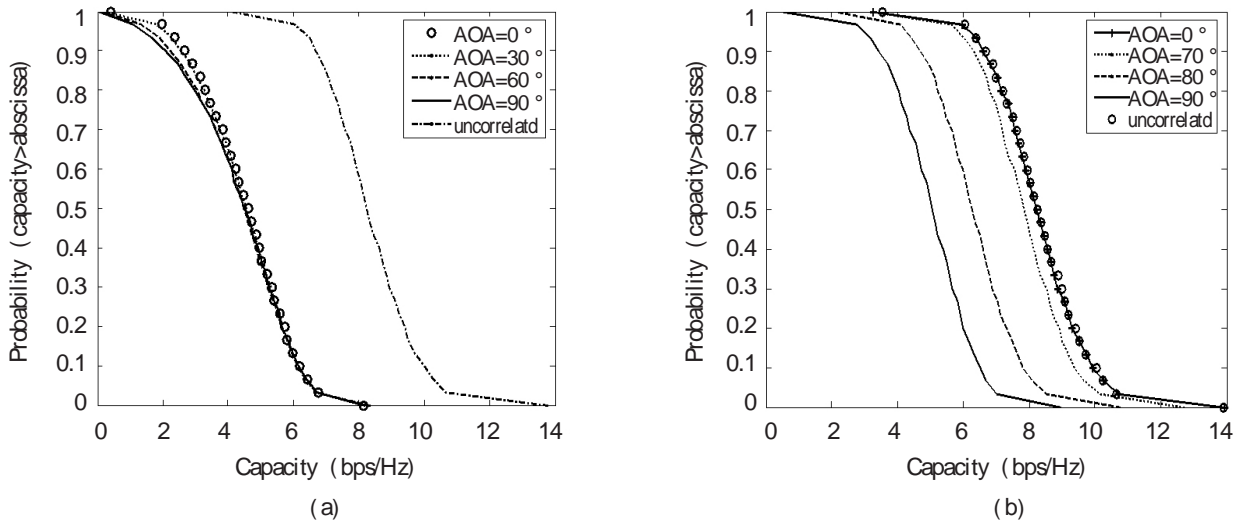 1
0.9
0.8
0.7
0.6
0.5
0.4
0.3
0.2
0.1
0
0 2 4 6 8 10 12 14
Probability (capacity>abscissa)
Capacity (bps/Hz)
AOA=0 °
AOA=30 °
AOA=60 °
AOA=90 °
uncorrelatd
(a)
1
0.9
0.8
0.7
0.6
0.5
0.4
0.3
0.2
0.1
0
0 2 4 6 8 10 12 14
Probability (capacity>abscissa)
Capacity (bps/Hz)
AOA=0 °
AOA=70 °
AOA=80 °
AOA=90 °
uncorrelatd
(b)